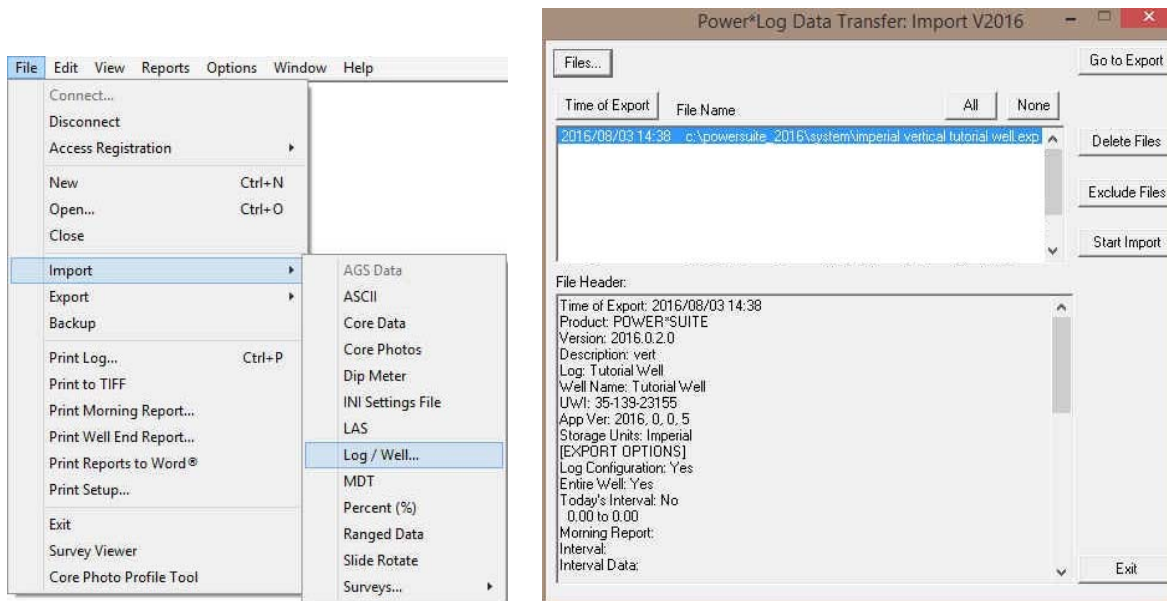 File Edit View Reports Options Window Help
Connect...
Disconnect
Access Registration
New Ctrl+N
Open... Ctrl+O
Close
Import
Export
Backup
Print Log... Ctrl+P
Print to TIFF
Print Morning Report...
Print Well End Report...
Print Reports to Word®
Print Setup...
Exit
Survey Viewer
Core Photo Profile Tool
AGS Data
ASCII
Core Data
Core Photos
Dip Meter
INI Settings File
LAS
Log / Well...
MDT
Percent (%)
Ranged Data
Slide Rotate
Surveys...
Power*Log Data Transfer: Import V2016
Files... Go to Export
Time of Export File Name All None
2016/08/03 14:38 c:\powersuite_2016\system\imperial vertical tutorial well.exp
Delete Files
Exclude Files
Start Import
File Header:
Time of Export: 2016/08/03 14:38
Product: POWER*SUITE
Version: 2016.0.2.0
Description: vert
Log: Tutorial Well
Well Name: Tutorial Well
UWI: 35-139-23155
App Ver: 2016, 0, 0, 5
Storage Units: Imperial
[EXPORT OPTIONS]
Log Configuration: Yes
Entire Well: Yes
Today's Interval: No
0.00 to 0.00
Morning Report:
Interval:
Interval Data:
Exit